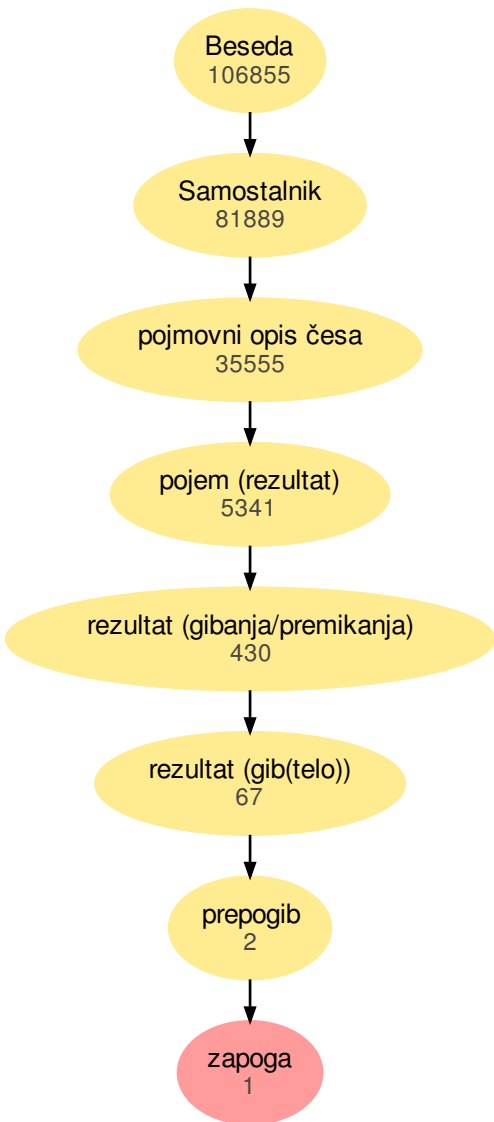 Beseda
106855
Samostalnik
81889
pojmovni opis česa
35555
pojem (rezultat)
5341
rezultat (gibanja/premikanja)
430
rezultat (gib(telo))
67
prepogib
2
zapoga
1